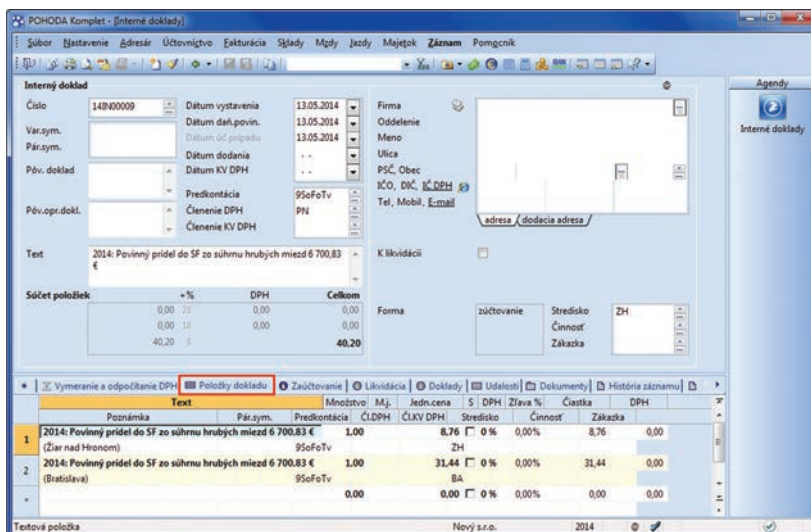 POHODA Komplet - [Interné doklady]
Súbor Nastavenie Adresár Účtovníctvo Fakturácia Sklady Mzdy Jazdy Majetok Záznam Pomocník
Agendy
Interné doklady
Interný doklad
Číslo 14IN00009 Dátum vystavenia 13.05.2014 Firma
Dátum daň.povin. 13.05.2014 Oddelenie
Var.sym. Dátum úč.prípadu 13.05.2014 Meno
Pár.sym. Dátum dodania . . Ulica
Pôv. doklad Dátum KV DPH . . PSČ, Obec
IČO, DIČ, IČ DPH
Predkontácia 9SoFoTv Tel, Mobil, E-mail
Pôv.opr.dokl. Členenie DPH PN adresa dodacia adresa
Členenie KV DPH
Text 2014: Povinný prídel do SF zo súhrnu hrubých miezd 6 700,83 K likvidácii
€
Súčet položiek +% DPH Celkom
0,00 20 0,00 0,00 Forma zúčtovanie Stredisko ZH
0,00 10 0,00 0,00 Činnosť
40,20 0 40,20 Zákazka
Vymeranie a odpočítanie DPH Položky dokladu Zaúčtovanie Likvidácia Doklady Udalosti Dokumenty História záznamu
Text Množstvo M.j. Jedn.cena S DPH Zľava % Čiastka DPH
Poznámka Pár.sym. Predkontácia Čl.DPH Čl.KV DPH Stredisko Činnosť Zákazka
1 2014: Povinný prídel do SF zo súhrnu hrubých miezd 6 700,83 € 1,00 8,76 0 % 0,00% 8,76 0,00
(Žiar nad Hronom) 9SoFoTv ZH
2 2014: Povinný prídel do SF zo súhrnu hrubých miezd 6 700,83 € 1,00 31,44 0 % 0,00% 31,44 0,00
(Bratislava) 9SoFoTv BA
0,00 0,00 0 % 0,00% 0,00 0,00
Textová položka Nový s.r.o. 2014 @